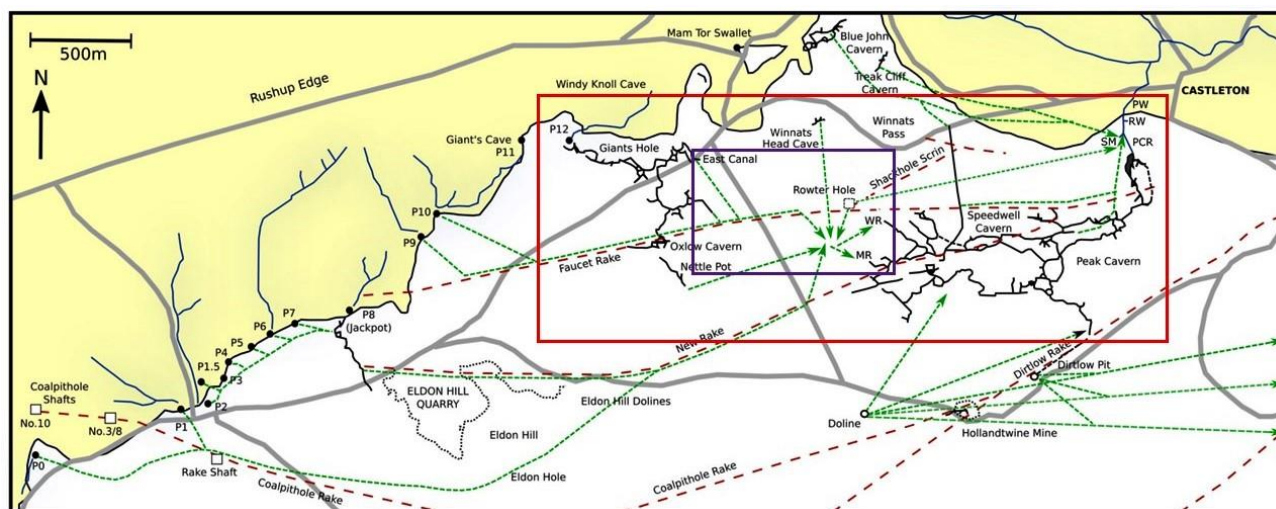 500m
N
Rushup Edge
Mam Tor Swallet
Blue John
Cavern
Treak Cliff
Cavern
CASTLETON
Windy Knoll Cave
PW
RW
SM
PCR
Giant's Cave
P11
P12
Giants Hole
Winnats
Head Cave
Winnats
Pass
East Canal
Shackhole Scrin
Rowter Hole
P10
P9
WR
MR
Speedwell
Cavern
Oxlow Cavern
Faucet Rake
Nettle Pot
Peak Cavern
P8
(Jackpot)
P7
P6
P5
P4
P3
P1.5
P2
P1
P0
New Rake
Dirtlow Rake
Dirtlow Pit
Coalpithole
Shafts
No.10
No.3/8
ELDON HILL
QUARRY
Eldon Hill Dolines
Eldon Hill
Doline
Hollandtwine Mine
Rake Shaft
Coalpithole Rake
Eldon Hole
Coalpithole Rake